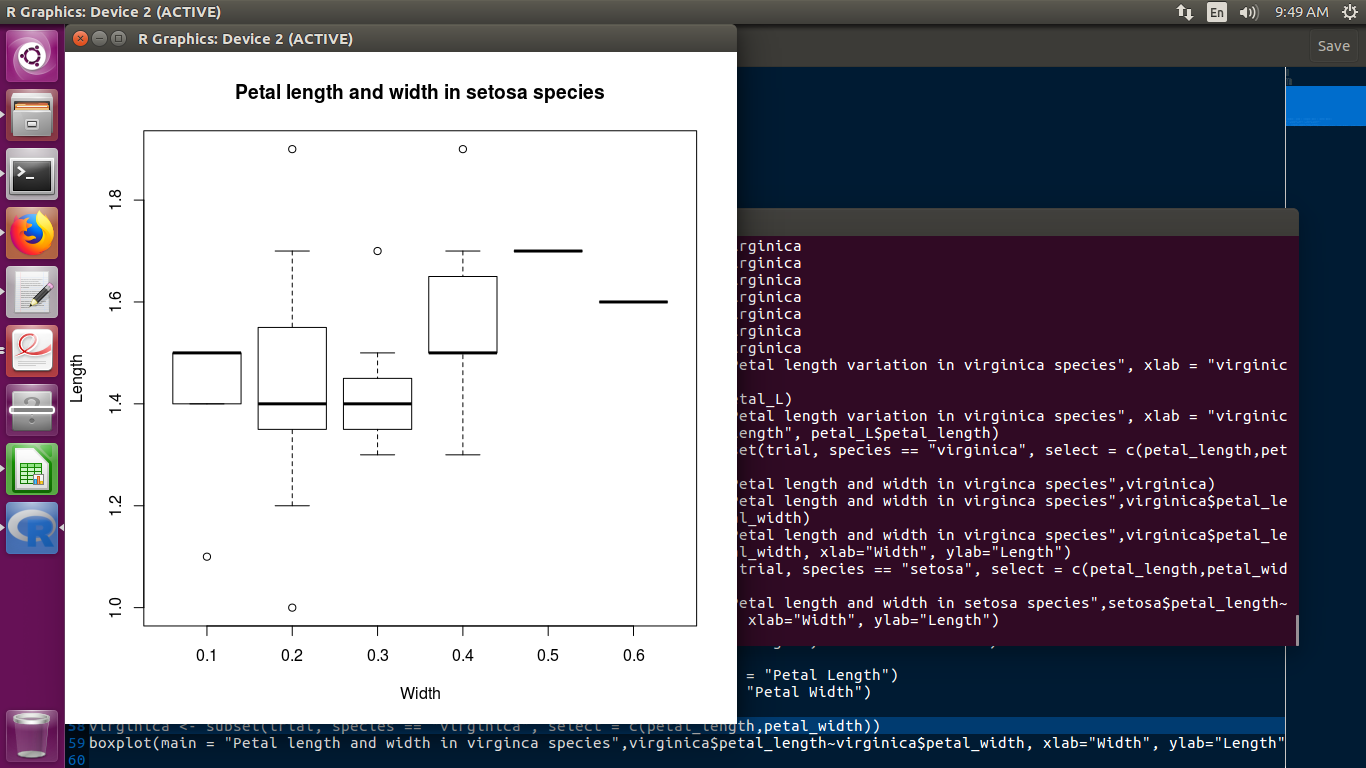 R Graphics: Device 2 (ACTIVE)
En
9:49 AM
R Graphics: Device 2 (ACTIVE)
Save
Petal length and width in setosa species
Length
1.8
1.6
1.4
1.2
1.0
0.1 0.2 0.3 0.4 0.5 0.6
Width
rginica
rginica
rginica
rginica
rginica
rginica
rginica
etal length variation in virginica species", xlab = "virginic
tal_L)
etal length variation in virginica species", xlab = "virginic
ength", petal_L$petal_length)
et(trial, species == "virginica", select = c(petal_length,pet
etal length and width in virginca species",virginica)
etal length and width in virginca species",virginica$petal_le
l_width)
etal length and width in virginca species",virginica$petal_le
l_width, xlab="Width", ylab="Length")
trial, species == "setosa", select = c(petal_length,petal_wid
etal length and width in setosa species",setosa$petal_length~
xlab="Width", ylab="Length")
= "Petal Length")
"Petal Width")
58 virginica <- subset(trial, species == "virginica", select = c(petal_length,petal_width))
59 boxplot(main = "Petal length and width in virginca species",virginica$petal_length~virginica$petal_width, xlab="Width", ylab="Length"
60